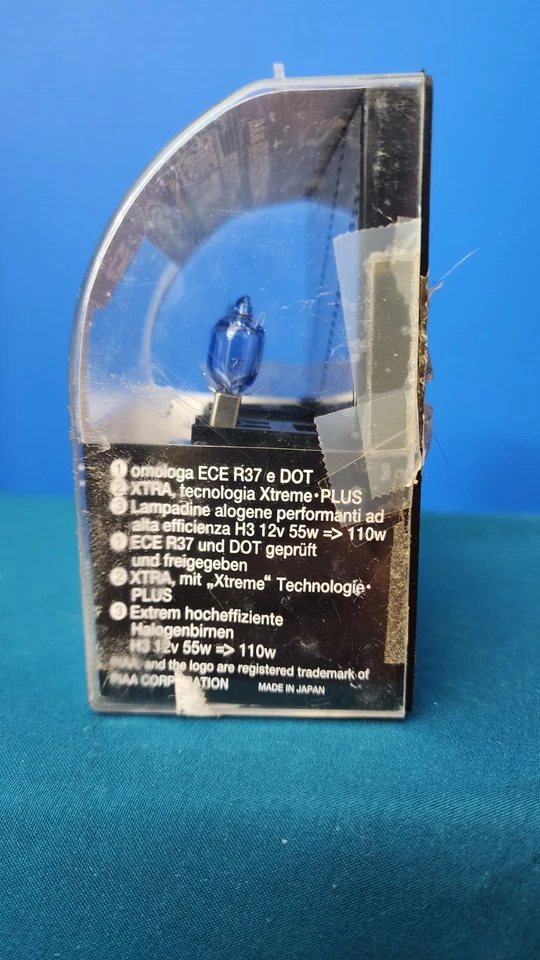 ① omologa ECE R37 e DOT
② XTRA, tecnologia Xtreme•PLUS
③ Lampadine alogene performanti ad
alta efficienza H3 12v 55w => 110w
① ECE R37 und DOT geprüft
und freigegeben
② XTRA, mit „Xtreme“ Technologie•
PLUS
③ Extrem hocheffiziente
Halogenbirnen
H3 12v 55w => 110w
PIAA and the logo are registered trademark of
PIAA CORPORATION MADE IN JAPAN